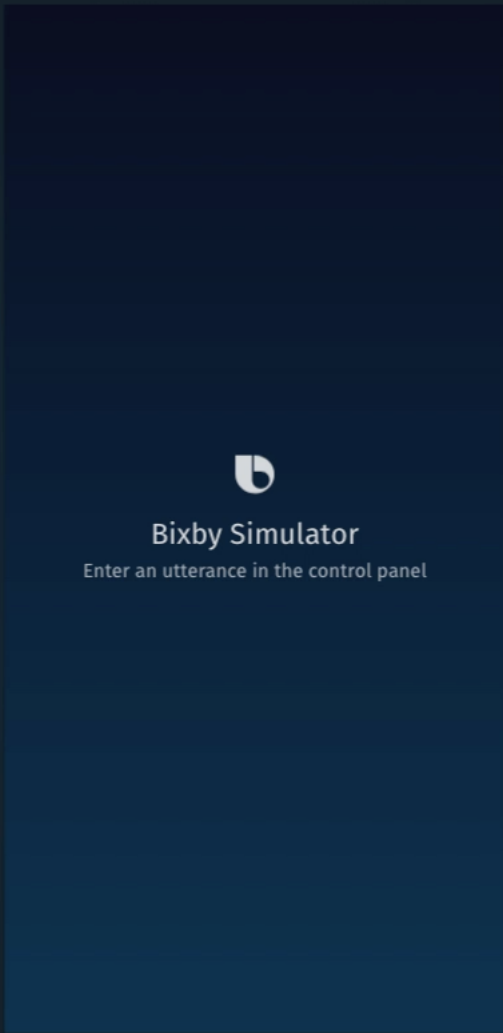 Bixby Simulator
Enter an utterance in the control panel